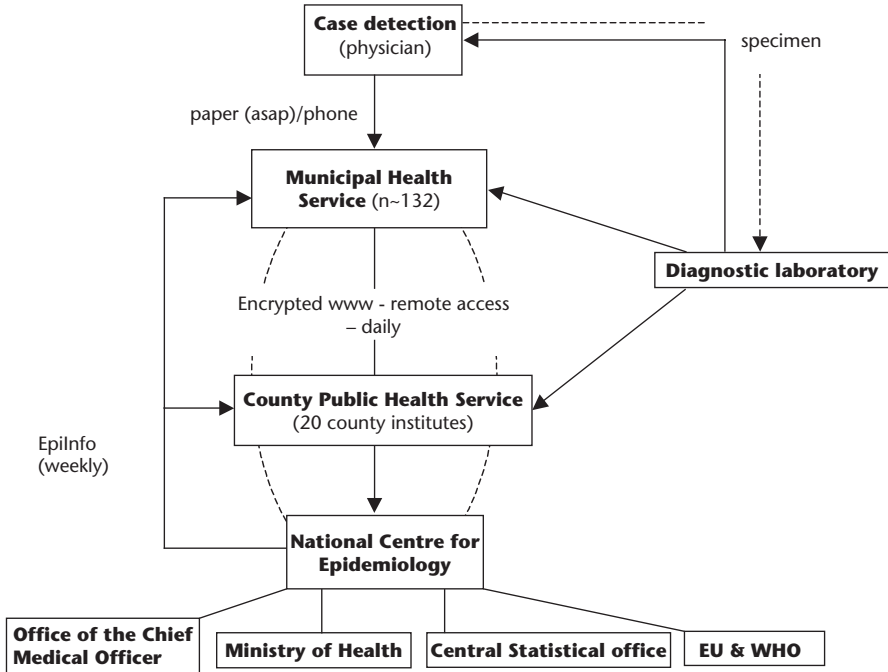 Case detection
(physician)
specimen
paper (asap)/phone
Municipal Health
Service (n~132)
Diagnostic laboratory
Encrypted www - remote access
– daily
County Public Health Service
(20 county institutes)
EpiInfo
(weekly)
National Centre for
Epidemiology
Office of the Chief
Medical Officer
Ministry of Health
Central Statistical office
EU & WHO